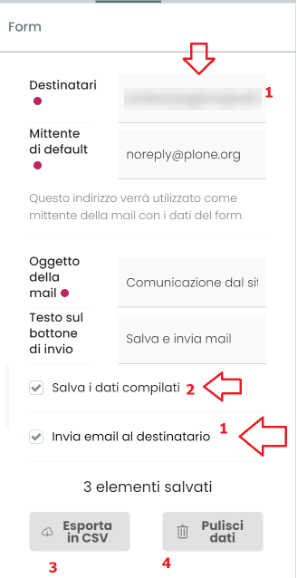 Form
Destinatari
1
Mittente
di default
noreply@plone.org
Questo indirizzo verrà utilizzato come
mittente della mail con i dati del form
Oggetto
della
mail
Comunicazione dal sit
Testo sul
bottone
di invio
Salva e invia mail
Salva i dati compilati 2
Invia email al destinatario 1
3 elementi salvati
Esporta
in CSV
Pulisci
dati
3
4